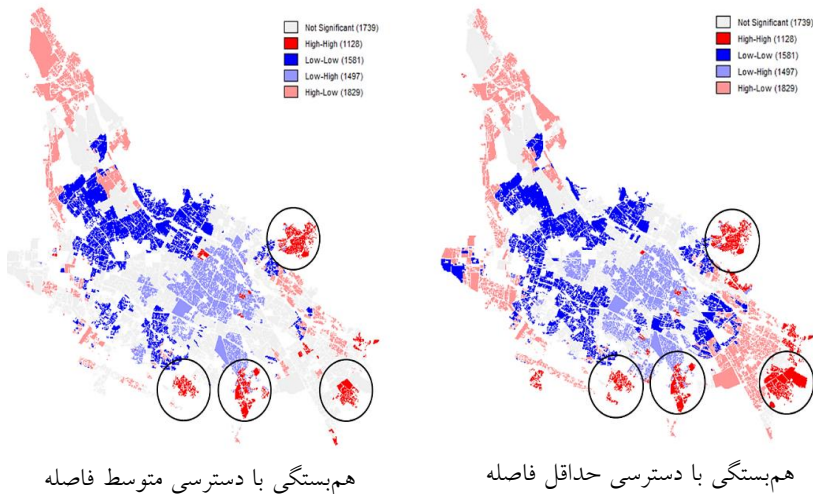 Not Significant (1739)
High-High (1128)
Low-Low (1581)
Low-High (1497)
High-Low (1829)
Not Significant (1739)
High-High (1128)
Low-Low (1581)
Low-High (1497)
High-Low (1829)
هم‌بستگی با دسترسی متوسط فاصله
هم‌بستگی با دسترسی حداقل فاصله